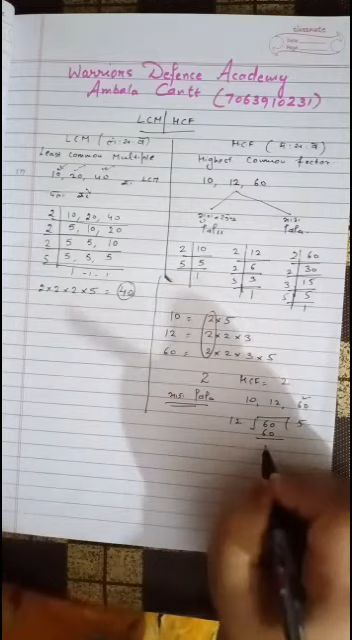 classmate
Date
Page
Warriors Defence Academy
Ambala Cantt (7063910231)
LCM | HCF
LCM (ल.स.व)
Least common Multiple
10, 20, 40 LCM
2 | 10, 20, 40
2 | 5, 10, 20
2 | 5 5, 10
5 | 5, 5, 5
1 - 1 - 1
2×2×2×5 = 40
HCF (म.स.व)
Highest Common factor
10, 12, 60
2 | 10
5 | 5
1
2 | 12
2 | 6
3 | 3
1
2 | 60
2 | 30
3 | 15
5 | 5
1
10 = 2×5
12 = 2×2×3
60 = 2×2×3×5
2 HCF = 2
10, 12, 60
12 √60 ( 5
60